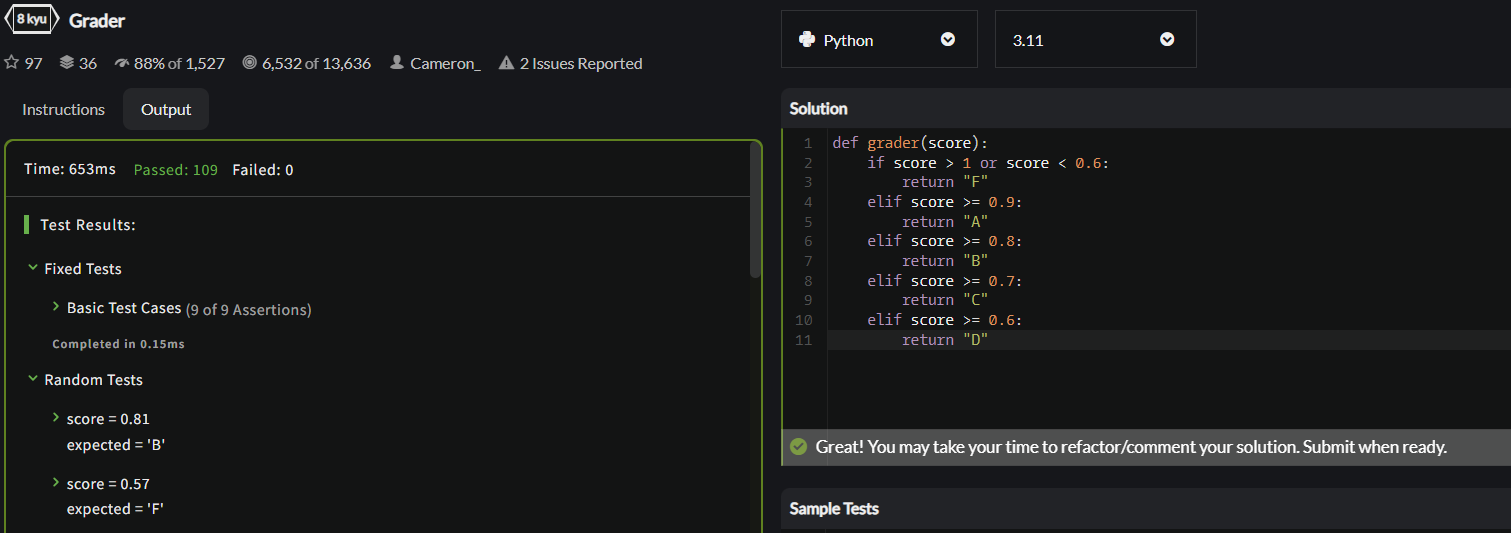 8 kyu Grader
97 36 88% of 1,527 6,532 of 13,636 Cameron_ 2 Issues Reported
Instructions Output
Time: 653ms Passed: 109 Failed: 0
Test Results:
Fixed Tests
Basic Test Cases (9 of 9 Assertions)
Completed in 0.15ms
Random Tests
score = 0.81
expected = 'B'
score = 0.57
expected = 'F'
Python 3.11
Solution
1 def grader(score):
2     if score > 1 or score < 0.6:
3         return "F"
4     elif score >= 0.9:
5         return "A"
6     elif score >= 0.8:
7         return "B"
8     elif score >= 0.7:
9         return "C"
10     elif score >= 0.6:
11         return "D"
Great! You may take your time to refactor/comment your solution. Submit when ready.
Sample Tests